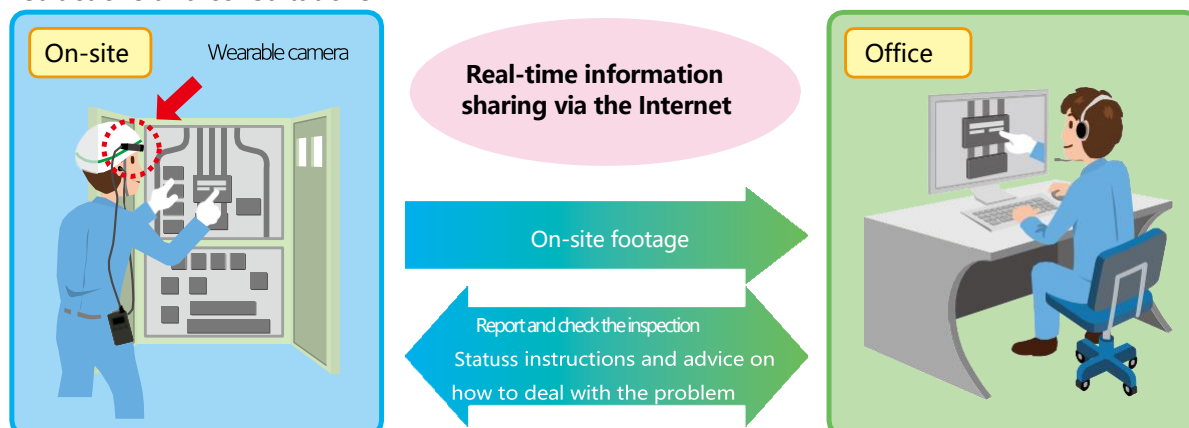 On-site
Wearable camera
Real-time information
sharing via the Internet
Office
On-site footage
Report and check the inspection
Statuss instructions and advice on
how to deal with the problem